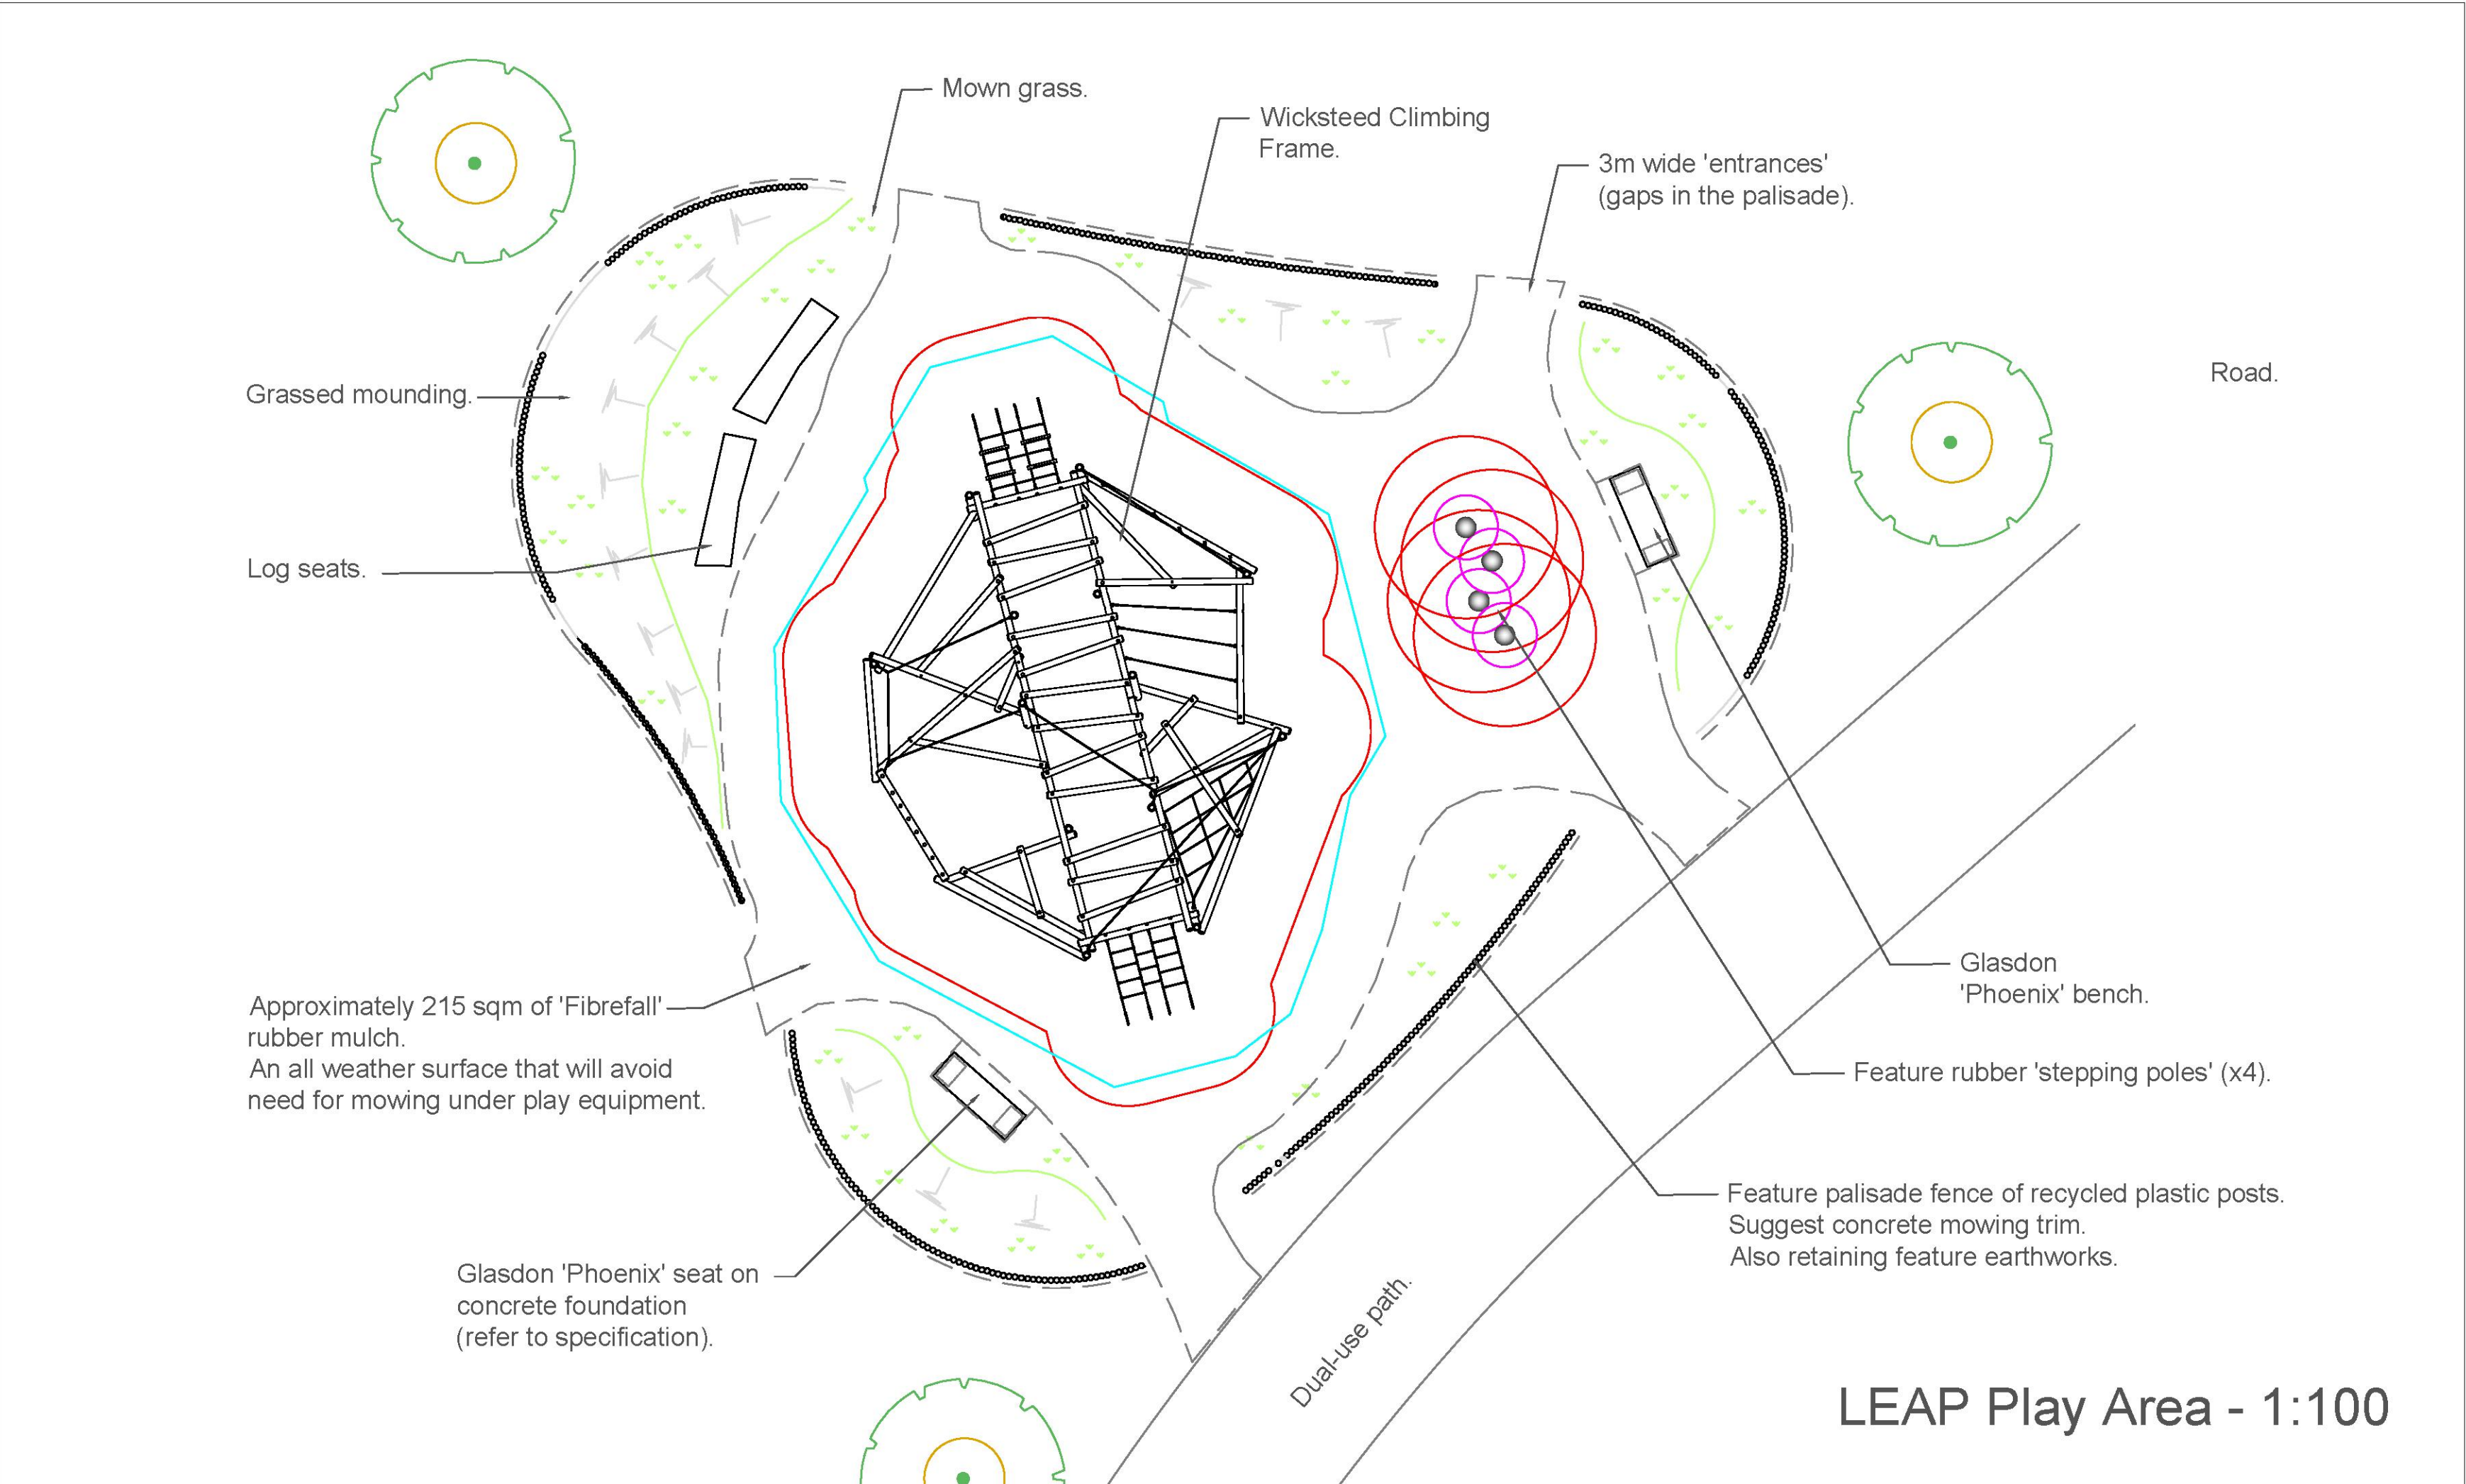 Mown grass.
Wicksteed Climbing
Frame.
3m wide 'entrances'
(gaps in the palisade).
Road.
Grassed mounding.
Log seats.
Glasdon
'Phoenix' bench.
Approximately 215 sqm of 'Fibrefall'
rubber mulch.
An all weather surface that will avoid
need for mowing under play equipment.
Feature rubber 'stepping poles' (x4).
Feature palisade fence of recycled plastic posts.
Suggest concrete mowing trim.
Also retaining feature earthworks.
Glasdon 'Phoenix' seat on
concrete foundation
(refer to specification).
Dual-use path.
LEAP Play Area - 1:100